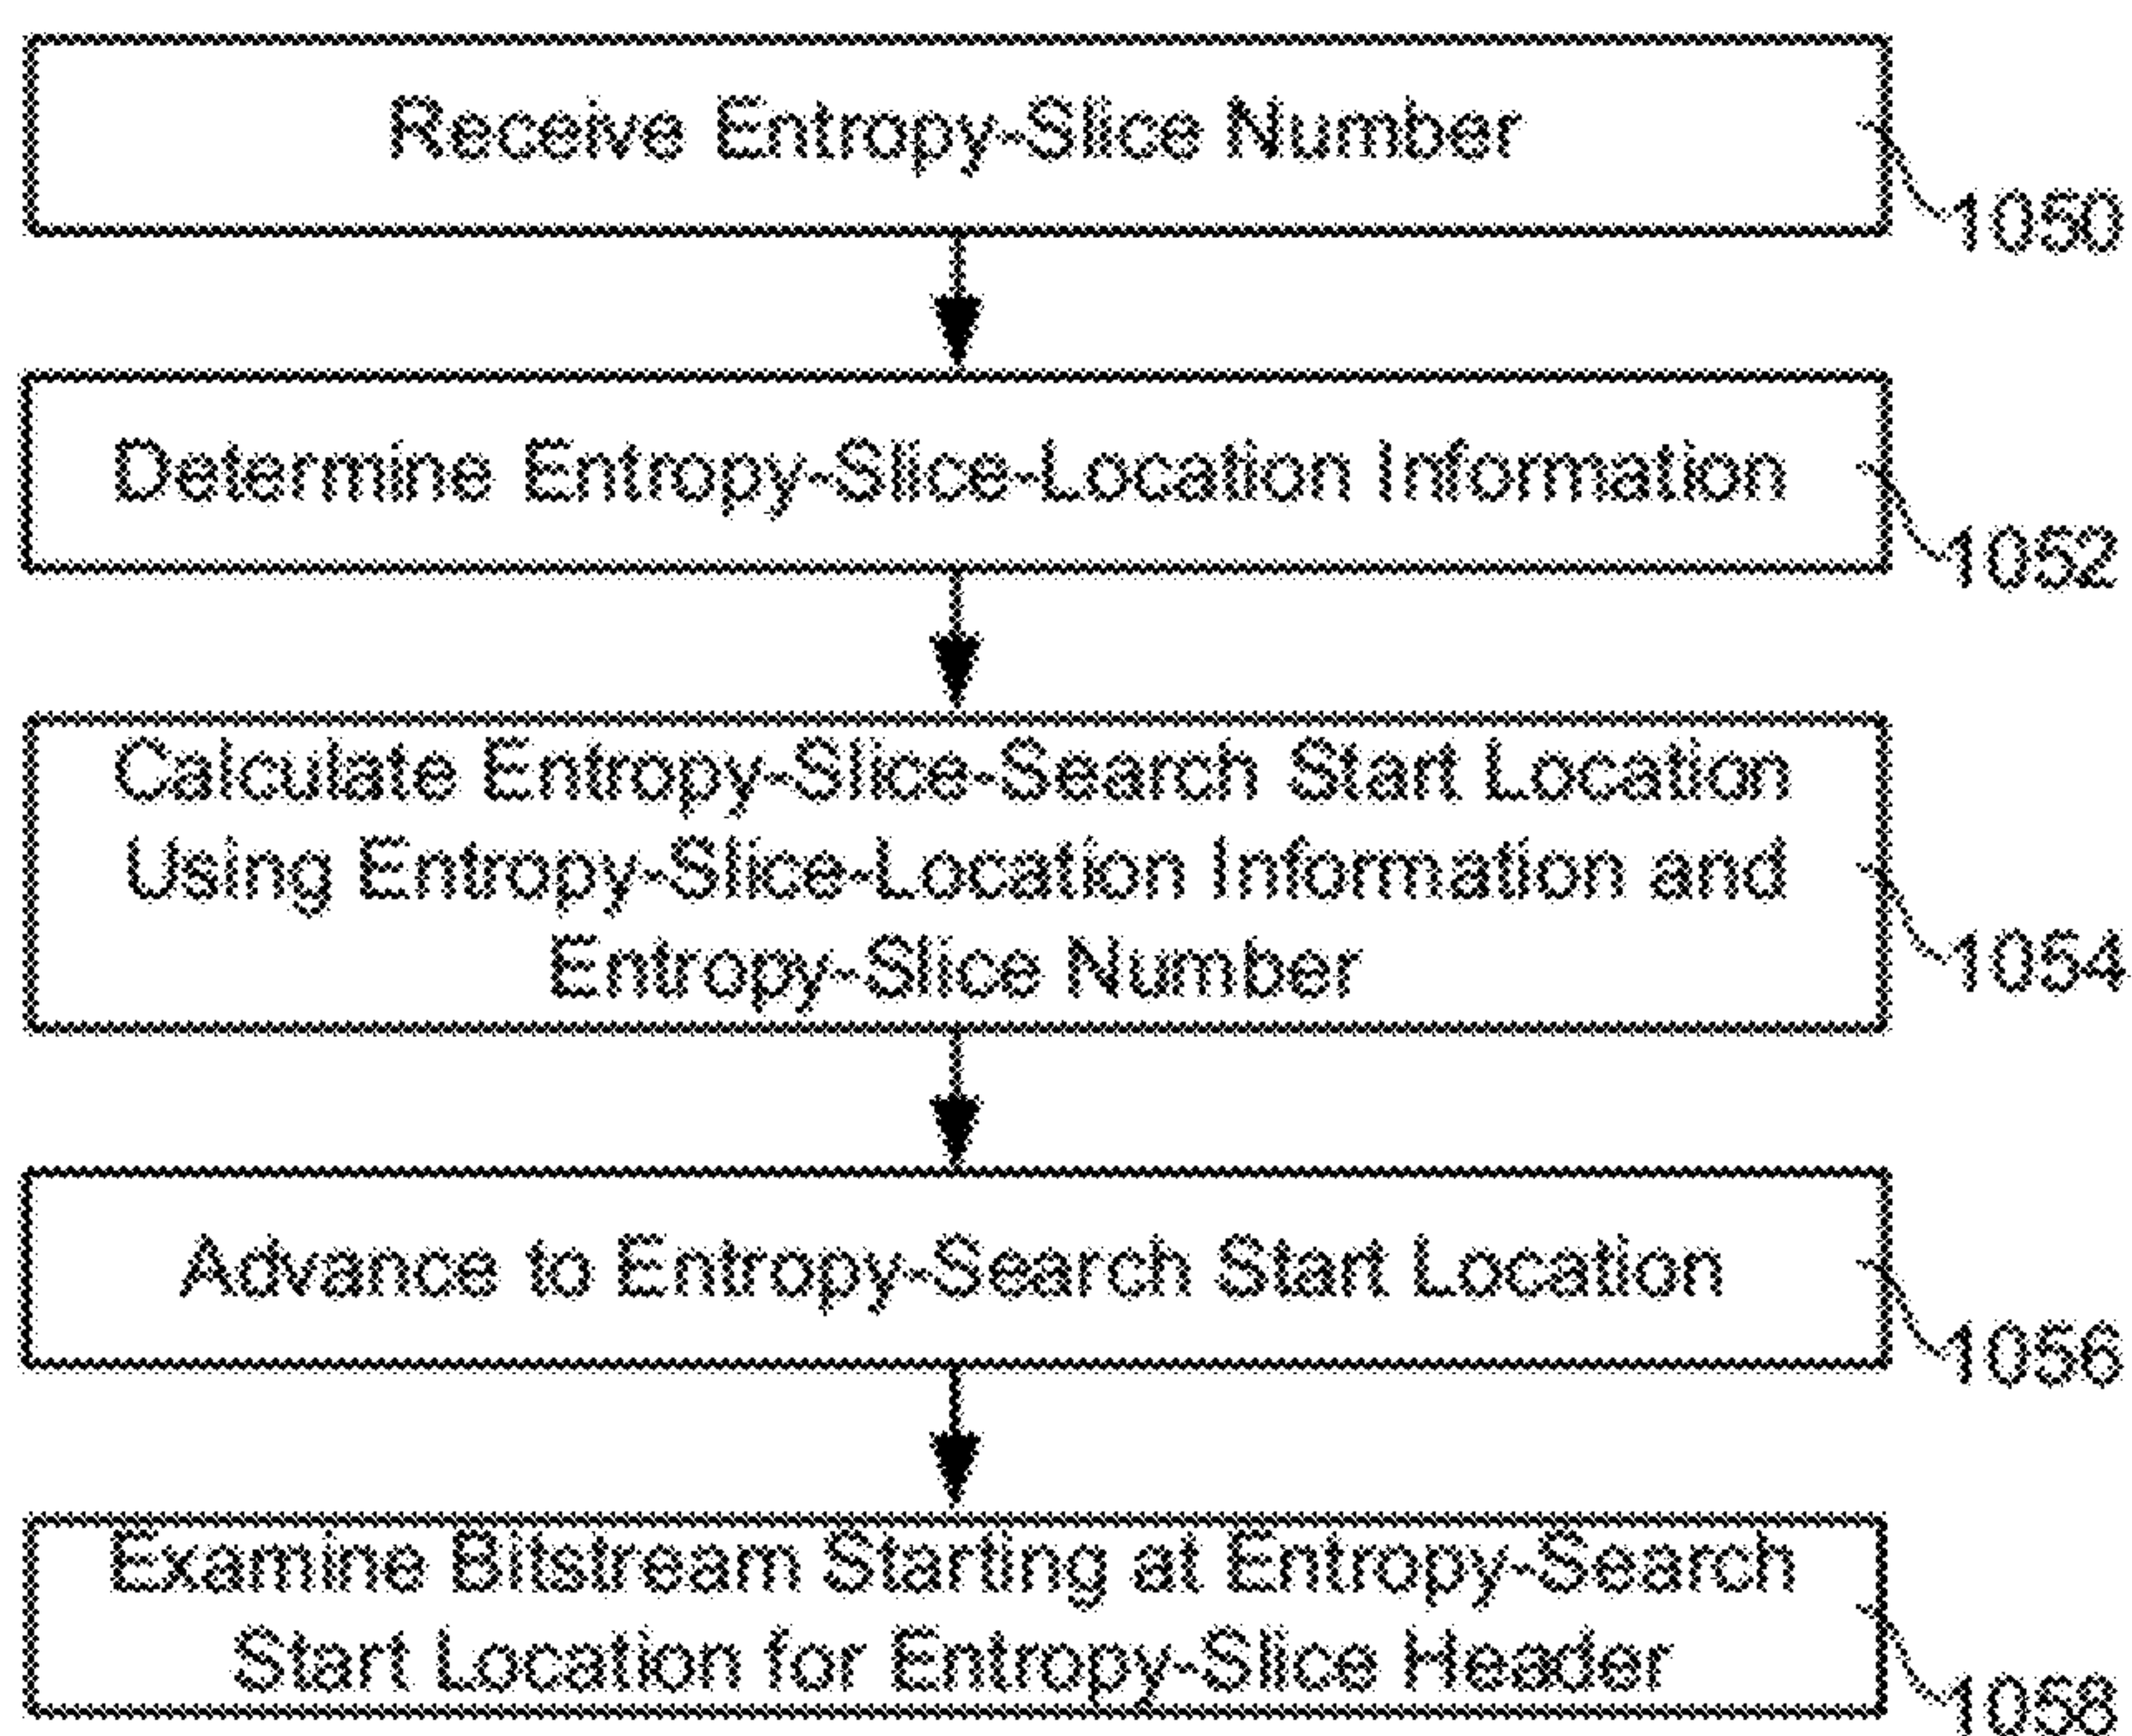 Receive Entropy-Slice Number
1050
Determine Entropy-Slice-Location Information
1052
Calculate Entropy-Slice-Search Start Location
Using Entropy-Slice-Location Information and
Entropy-Slice Number
1054
Advance to Entropy-Search Start Location
1056
Examine Bitstream Starting at Entropy-Search
Start Location for Entropy-Slice Header
1058